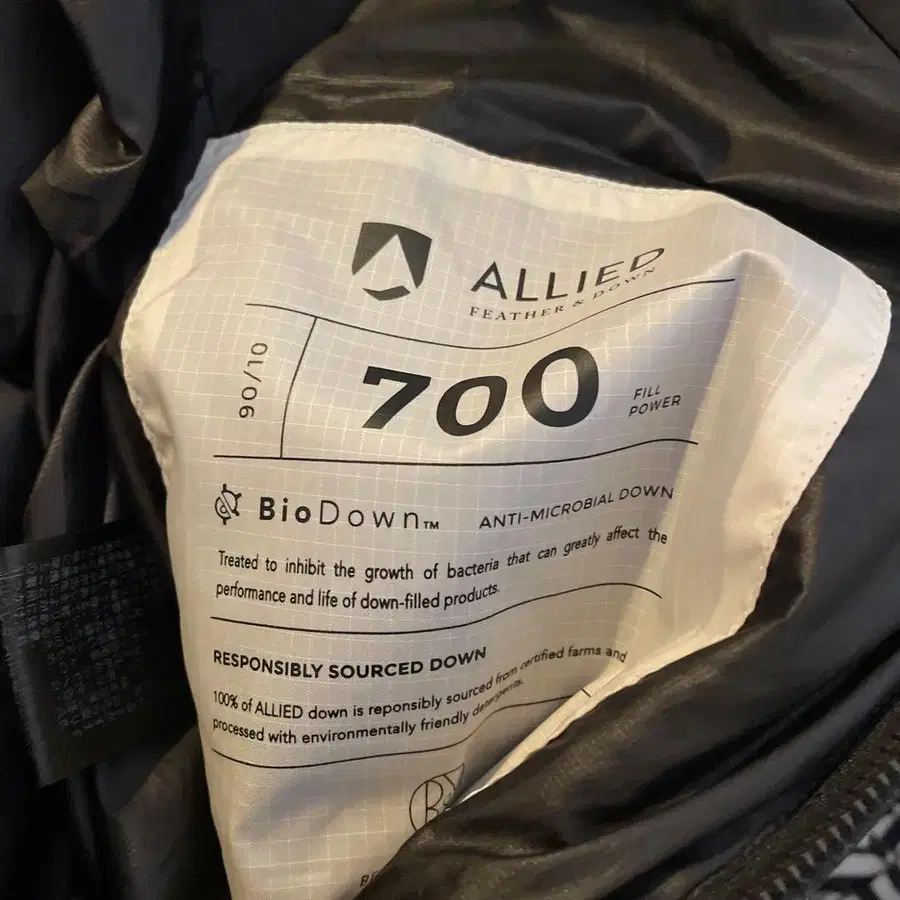 ALLIED
FEATHER & DOWN
90/10
700
FILL
POWER
BioDown™
ANTI-MICROBIAL DOWN
Treated to inhibit the growth of bacteria that can greatly affect the
performance and life of down-filled products.
RESPONSIBLY SOURCED DOWN
100% of ALLIED down is reponsibly sourced from certified farms and
processed with environmentally friendly detergents.